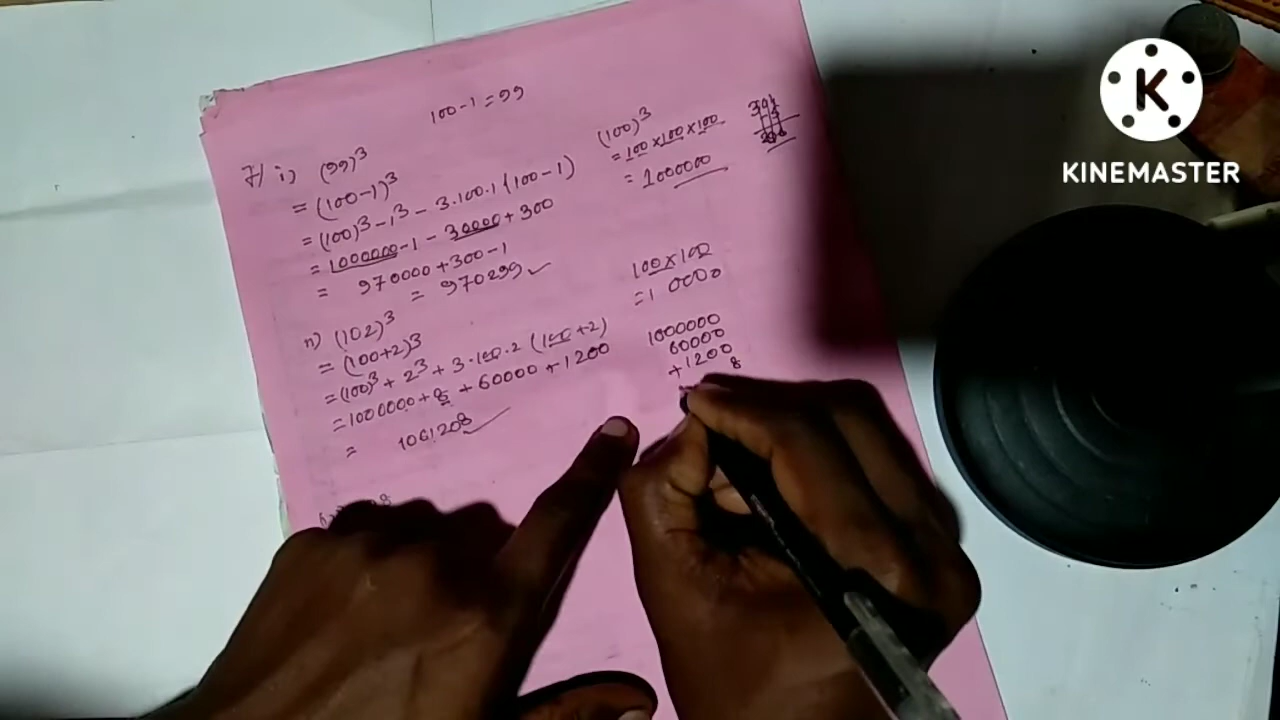 100-1=99
7/ i) (99)³
= (100-1)³
= (100)³ - 1³ - 3.100.1 (100-1)
= 1000000 - 1 - 30000 + 300
= 970000 + 300 - 1
= 970299 ✓
ii) (102)³
= (100+2)³
= (100)³ + 2³ + 3.100.2 (100+2)
= 1000000 + 8 + 60000 + 1200
= 1061208 ✓
(100)³
= 100 × 100 × 100
= 1000000
100 × 100
= 10000
1000000
60000
+1200
8
KINEMASTER